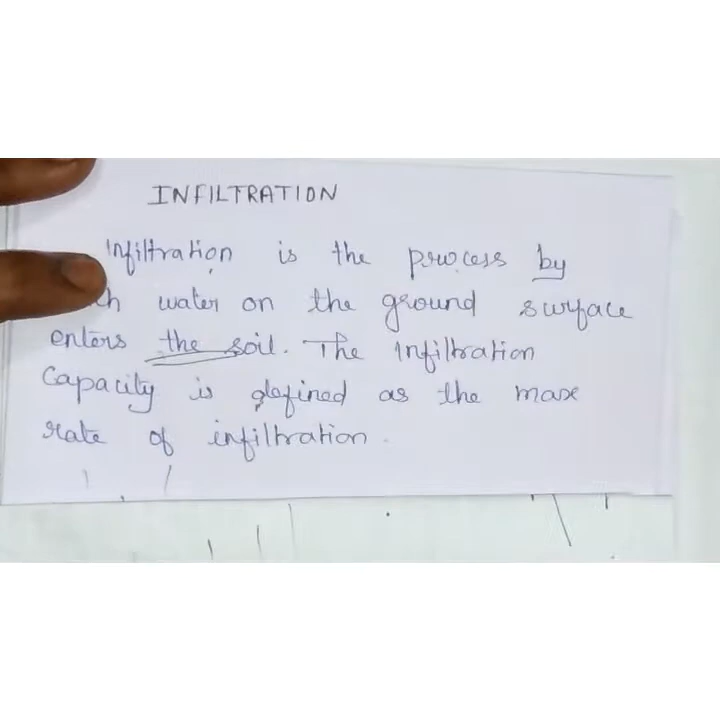 INFILTRATION
Infiltration is the process by
water on the ground surface
enters the soil. The Infiltration
Capacity is defined as the max
rate of infiltration.